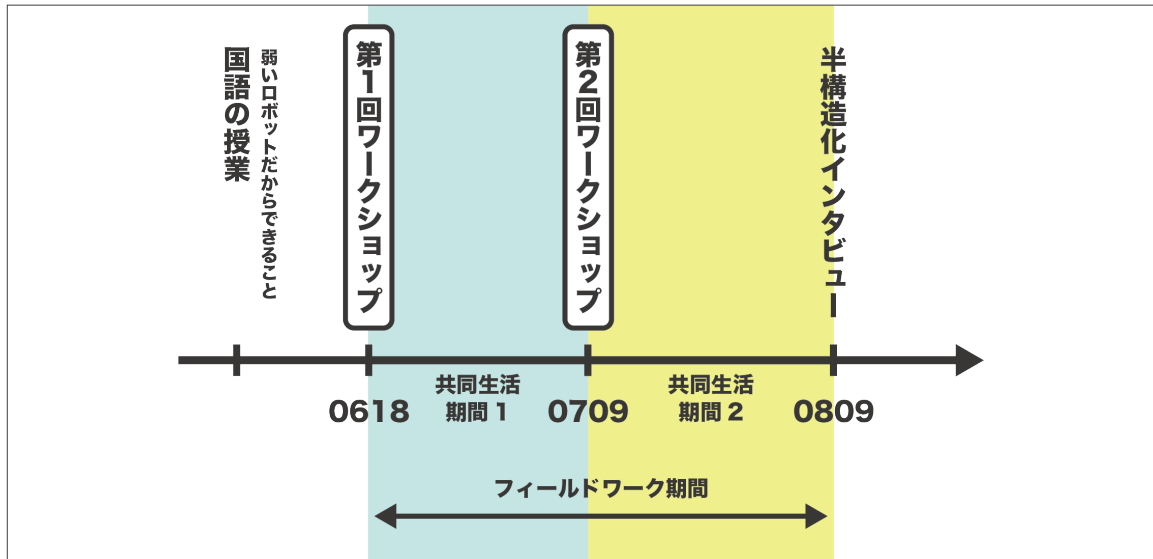 国語の授業
弱いロボットだからできること
第1回ワークショップ
第2回ワークショップ
半構造化インタビュー
共同生活
期間1
共同生活
期間2
0618
0709
0809
フィールドワーク期間